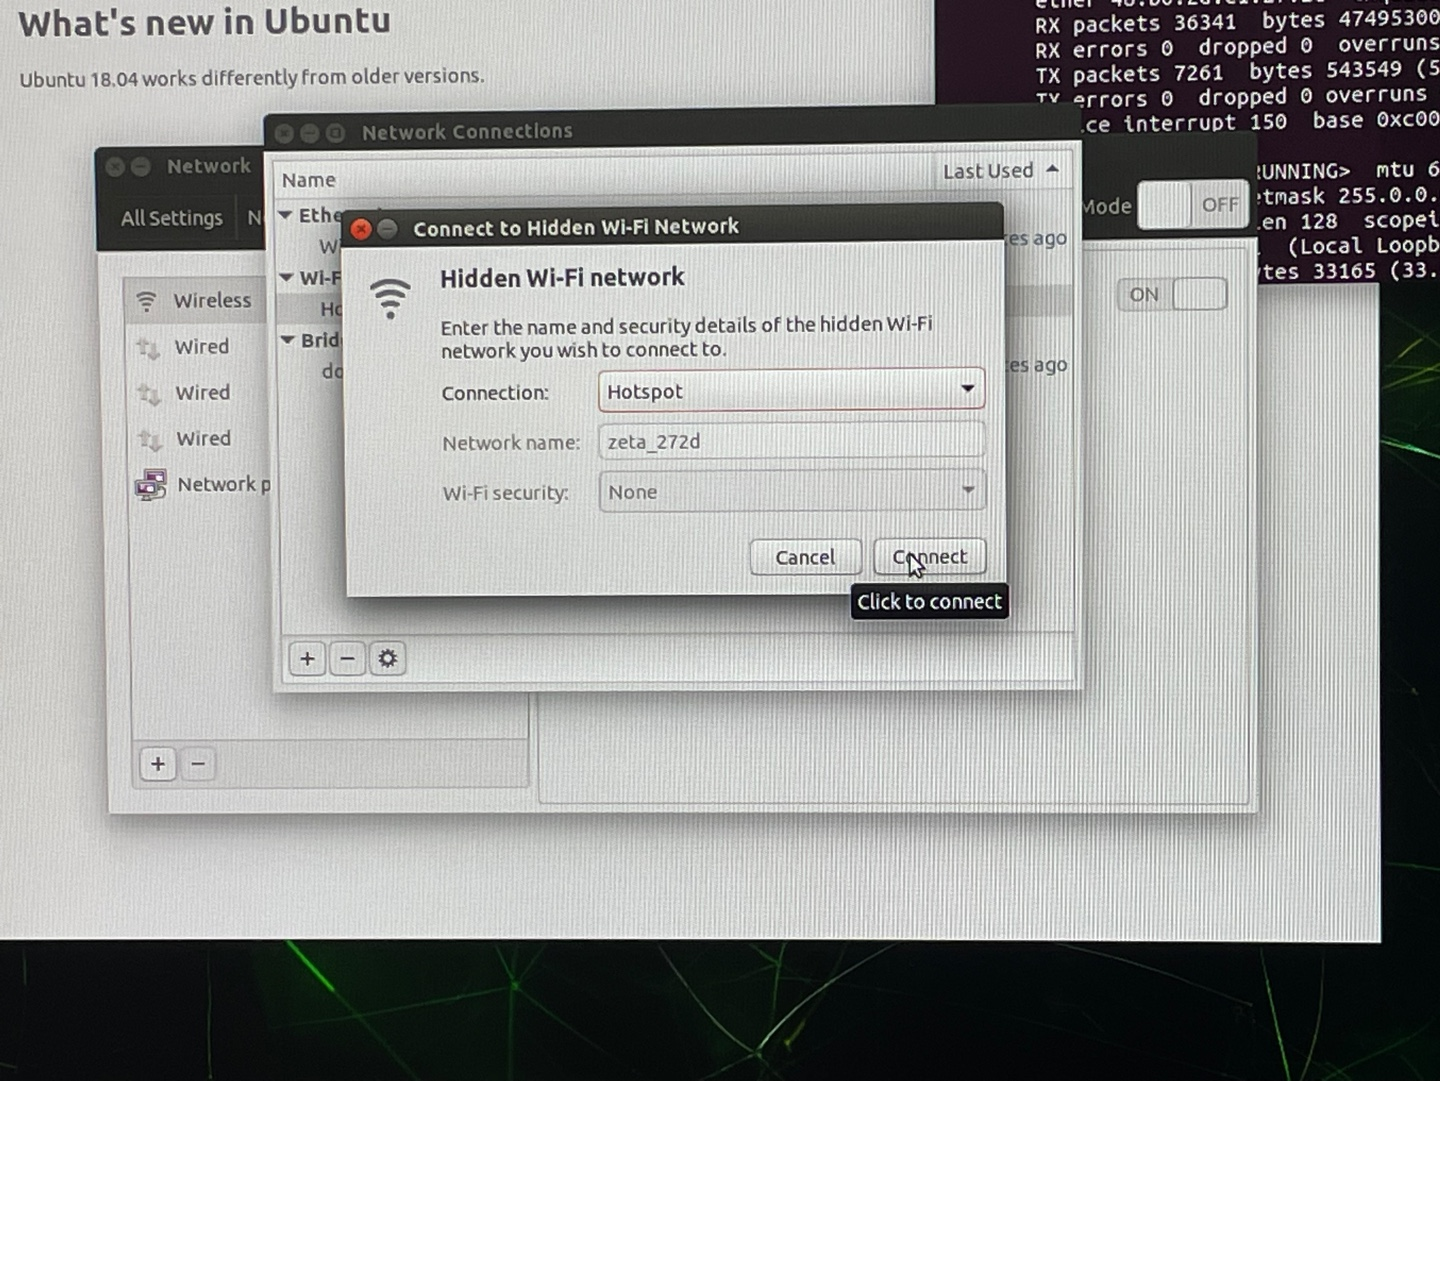 What's new in Ubuntu
Ubuntu 18.04 works differently from older versions.
RX packets 36341 bytes 47495300
RX errors 0 dropped 0 overruns
TX packets 7261 bytes 543549 (5
TX errors 0 dropped 0 overruns
ce interrupt 150 base 0xc00
RUNNING> mtu 6
etmask 255.0.0.
en 128 scopei
(Local Loopb
tes 33165 (33.
Network
All Settings
Mode
OFF
Wireless
Wired
Wired
Wired
Network p
ON
+ −
Network Connections
Name
Last Used
Ethe
Wi
es ago
Wi-F
Ho
Brid
do
es ago
+ −
Connect to Hidden Wi-Fi Network
Hidden Wi-Fi network
Enter the name and security details of the hidden Wi-Fi
network you wish to connect to.
Connection: Hotspot
Network name: zeta_272d
Wi-Fi security: None
Cancel Connect
Click to connect